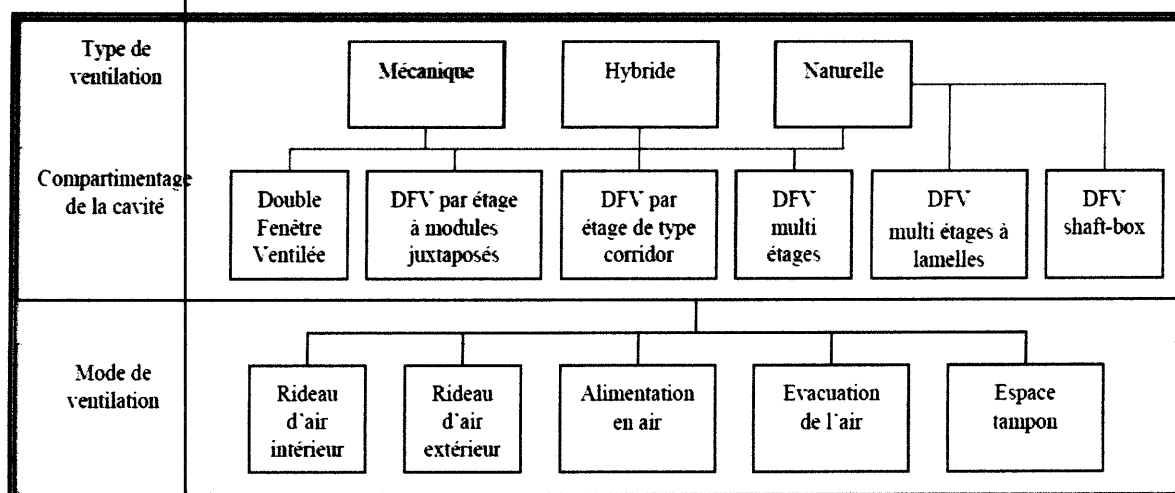 Type de
ventilation
Mécanique
Hybride
Naturelle
Compartimentage
de la cavité
Double
Fenêtre
Ventilée
DFV par étage
à modules
juxtaposés
DFV par
étage de type
corridor
DFV
multi
étages
DFV
multi étages à
lamelles
DFV
shaft-box
Mode de
ventilation
Rideau
d'air
intérieur
Rideau
d'air
extérieur
Alimentation
en air
Evacuation
de l'air
Espace
tampon